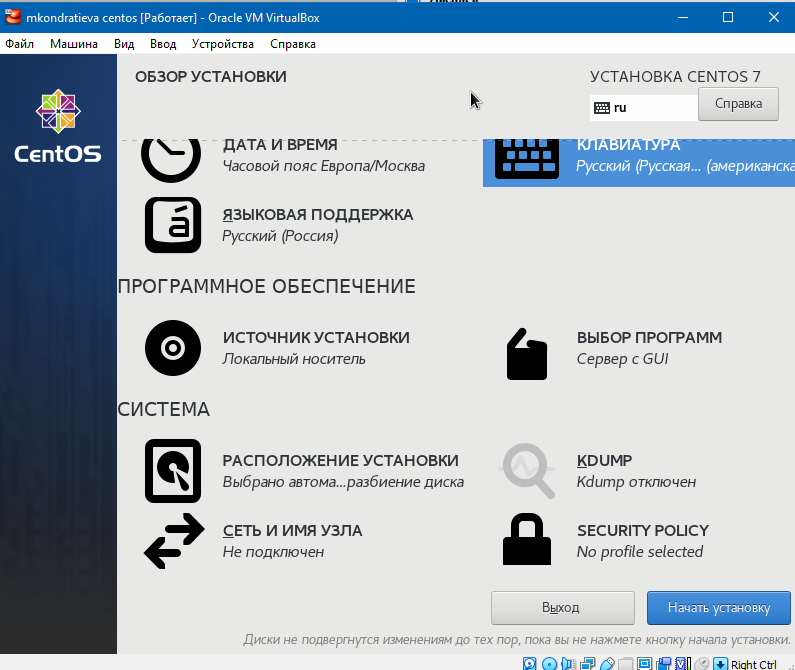 mkondratieva centos [Работает] - Oracle VM VirtualBox
Файл Машина Вид Ввод Устройства Справка
CentOS
ОБЗОР УСТАНОВКИ
УСТАНОВКА CENTOS 7
ru
Справка
ДАТА И ВРЕМЯ
Часовой пояс Европа/Москва
КЛАВИАТУРА
Русский (Русская... (американска
ЯЗЫКОВАЯ ПОДДЕРЖКА
Русский (Россия)
ПРОГРАММНОЕ ОБЕСПЕЧЕНИЕ
ИСТОЧНИК УСТАНОВКИ
Локальный носитель
ВЫБОР ПРОГРАММ
Сервер с GUI
СИСТЕМА
РАСПОЛОЖЕНИЕ УСТАНОВКИ
Выбрано автома...разбиение диска
KDUMP
Kdump отключен
СЕТЬ И ИМЯ УЗЛА
Не подключен
SECURITY POLICY
No profile selected
Выход
Начать установку
Диски не подвергнутся изменениям до тех пор, пока вы не нажмете кнопку начала установки.
Right Ctrl